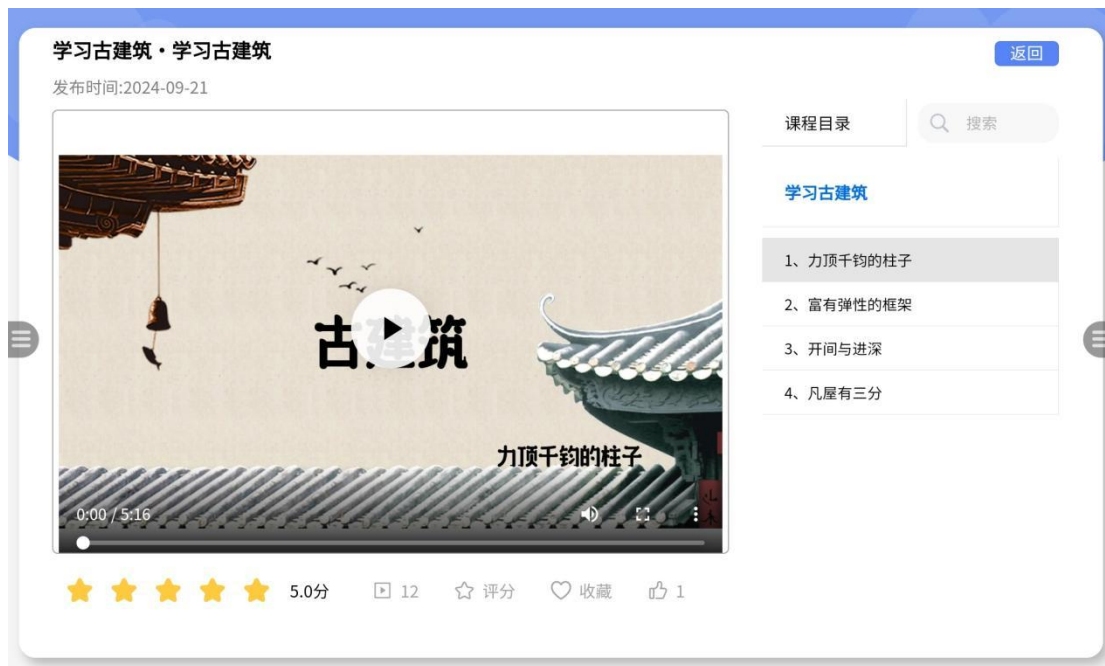 学习古建筑·学习古建筑
返回
发布时间:2024-09-21
课程目录
搜索
学习古建筑
1、力顶千钧的柱子
2、富有弹性的框架
3、开间与进深
4、凡屋有三分
古建筑
力顶千钧的柱子
0:00 / 5:16
5.0分
12
评分
收藏
1